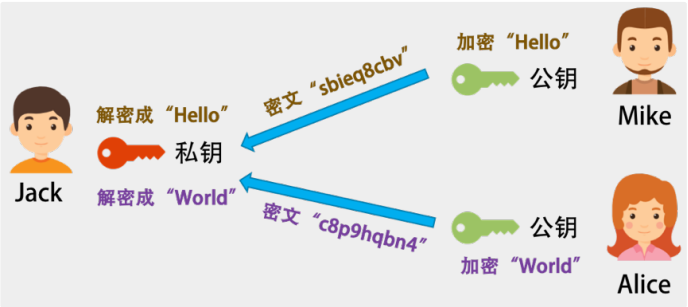 加密“Hello”
公钥
Mike
密文“sbieq8cbv”
解密成“Hello”
私钥
Jack
解密成“World”
密文“c8p9hqbn4”
公钥
加密“World”
Alice